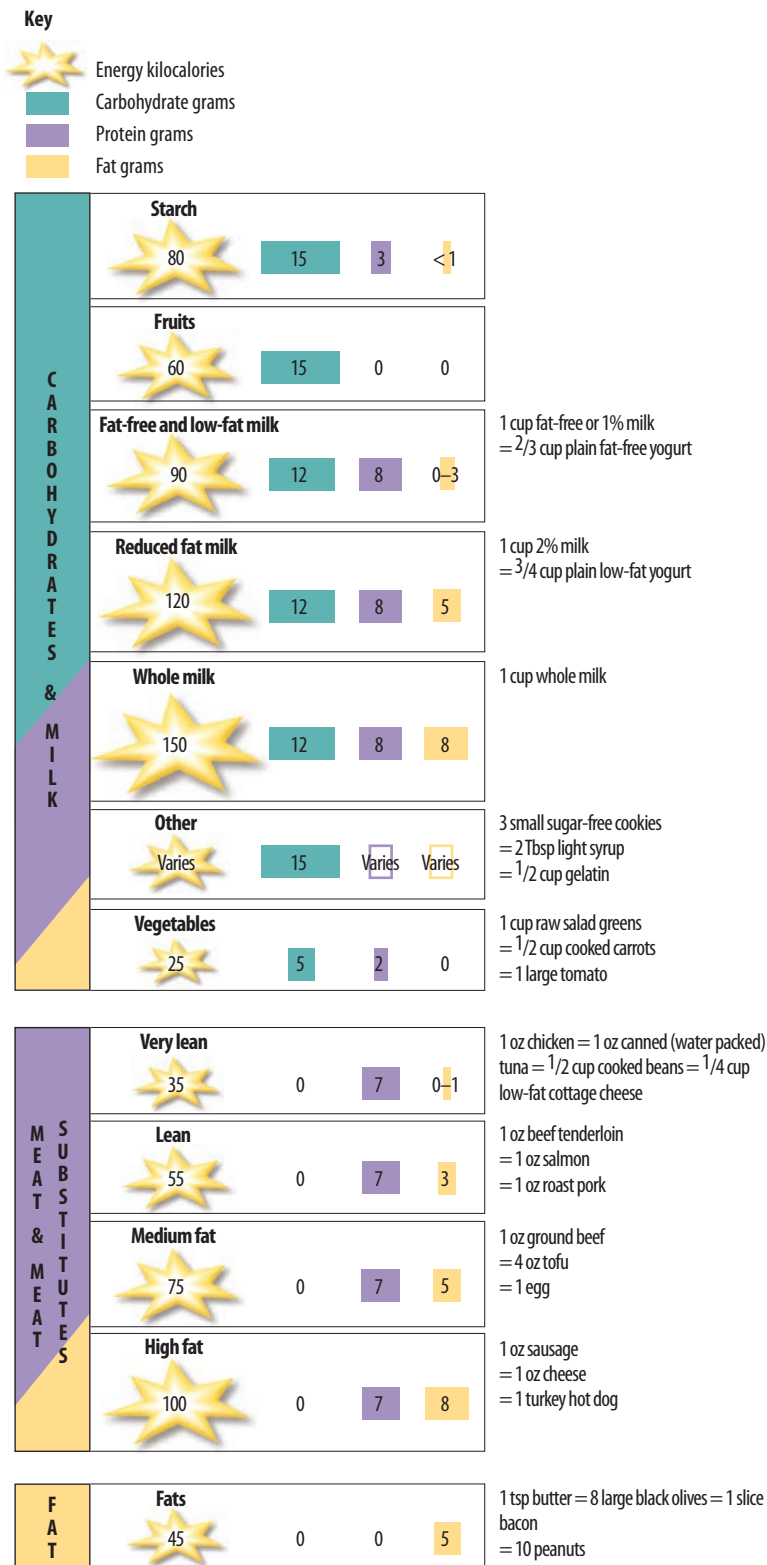 Key
Energy kilocalories
Carbohydrate grams
Protein grams
Fat grams
CARBOHYDRATES & MILK
Starch
80 15 3 < 1
Fruits
60 15 0 0
Fat-free and low-fat milk
90 12 8 0–3
1 cup fat-free or 1% milk
= 2/3 cup plain fat-free yogurt
Reduced fat milk
120 12 8 5
1 cup 2% milk
= 3/4 cup plain low-fat yogurt
Whole milk
150 12 8 8
1 cup whole milk
Other
Varies 15 Varies Varies
3 small sugar-free cookies
= 2 Tbsp light syrup
= 1/2 cup gelatin
Vegetables
25 5 2 0
1 cup raw salad greens
= 1/2 cup cooked carrots
= 1 large tomato
MEAT & MEAT
SUBSTITUTES
Very lean
35 0 7 0–1
1 oz chicken = 1 oz canned (water packed)
tuna = 1/2 cup cooked beans = 1/4 cup
low-fat cottage cheese
Lean
55 0 7 3
1 oz beef tenderloin
= 1 oz salmon
= 1 oz roast pork
Medium fat
75 0 7 5
1 oz ground beef
= 4 oz tofu
= 1 egg
High fat
100 0 7 8
1 oz sausage
= 1 oz cheese
= 1 turkey hot dog
FAT
Fats
45 0 0 5
1 tsp butter = 8 large black olives = 1 slice
bacon
= 10 peanuts